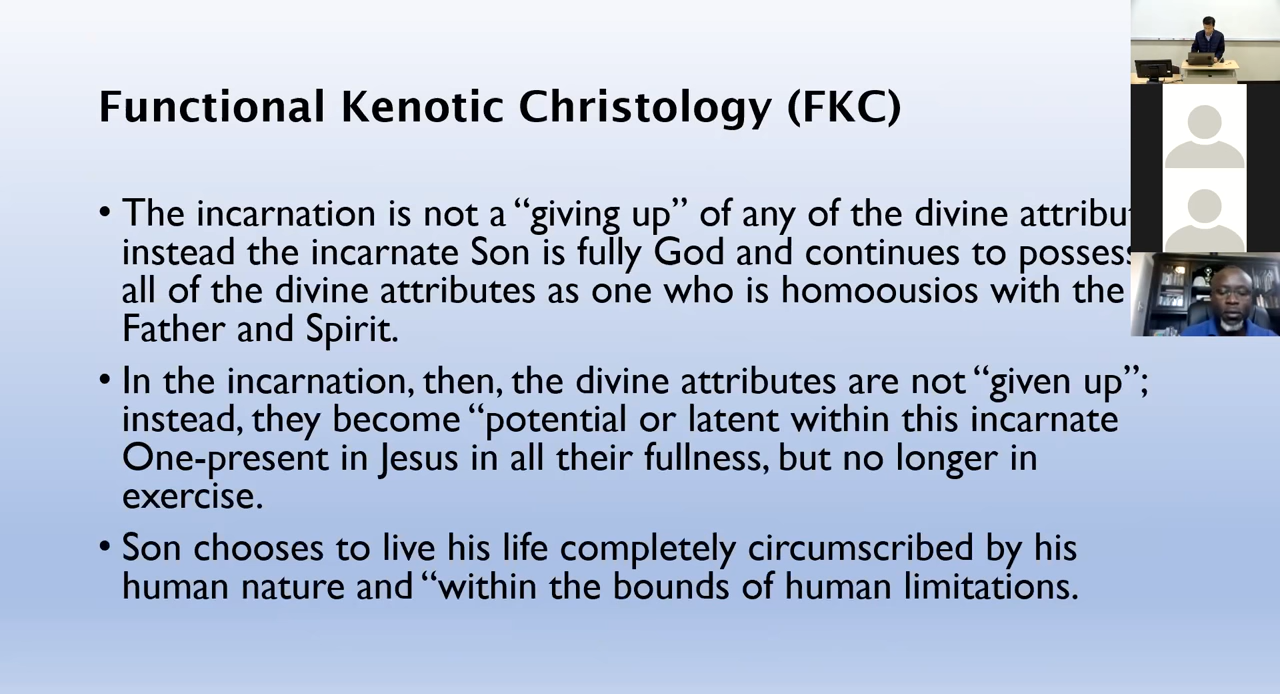 Functional Kenotic Christology (FKC)
• The incarnation is not a “giving up” of any of the divine
instead the incarnate Son is fully God and continues to possess
all of the divine attributes as one who is homoousios with the
Father and Spirit.
• In the incarnation, then, the divine attributes are not “given up”;
instead, they become “potential or latent within this incarnate
One-present in Jesus in all their fullness, but no longer in
exercise.
• Son chooses to live his life completely circumscribed by his
human nature and “within the bounds of human limitations.